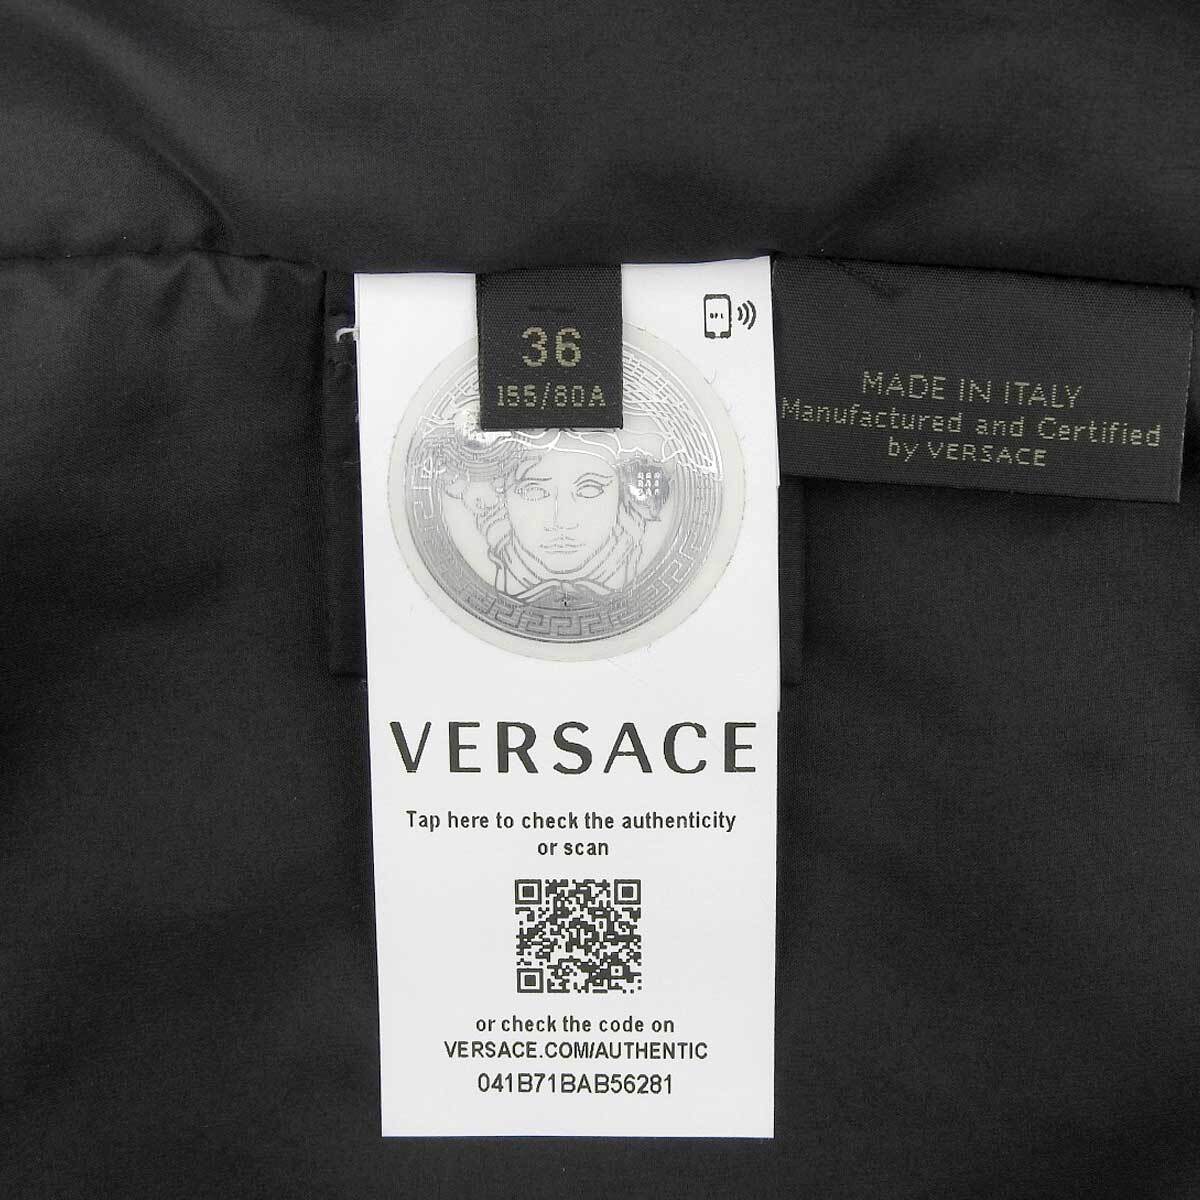 36
155/80A
MADE IN ITALY
Manufactured and Certified
by VERSACE
VERSACE
Tap here to check the authenticity
or scan
or check the code on
VERSACE.COM/AUTHENTIC
041B71BAB56281